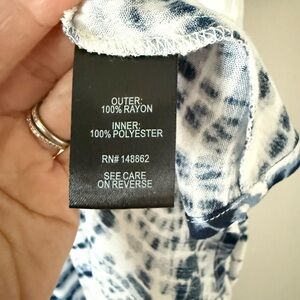 OUTER:
100% RAYON
INNER:
100% POLYESTER
RN# 148862
SEE CARE
ON REVERSE